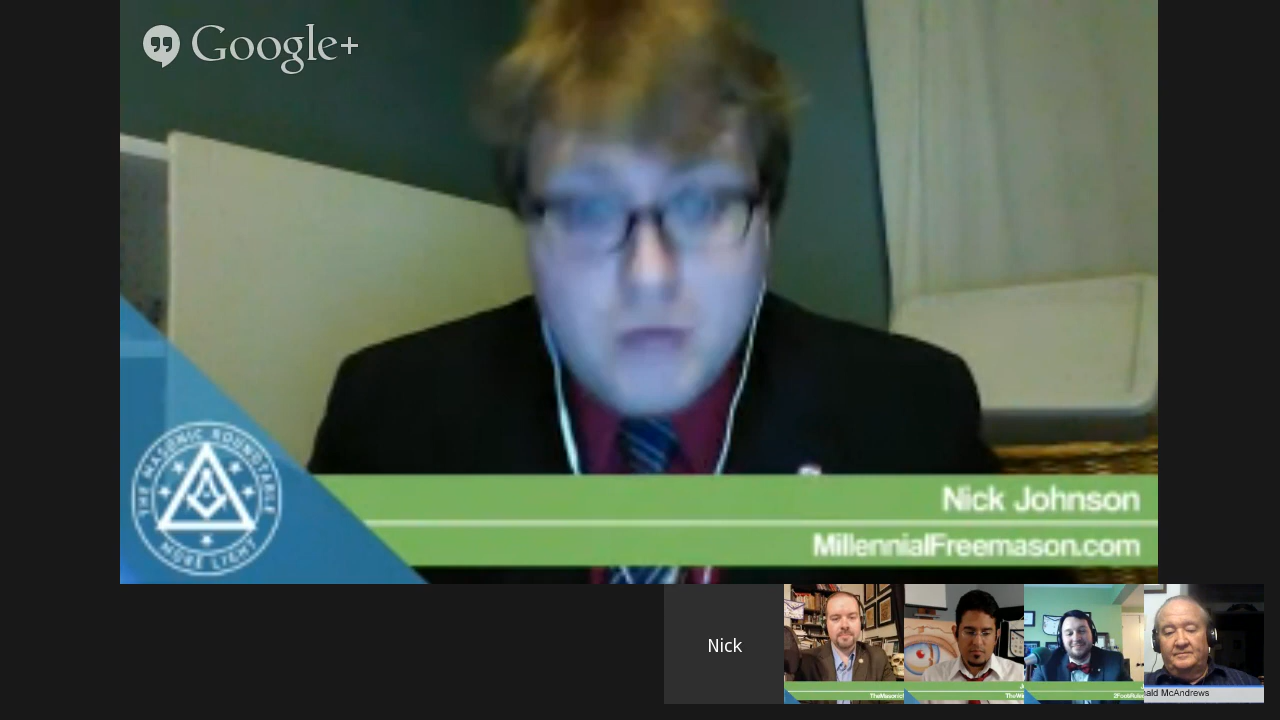 Google+
THE MASONIC ROUNDTABLE
MORE LIGHT
Nick Johnson
MillennialFreemason.com
Nick
ald McAndrews